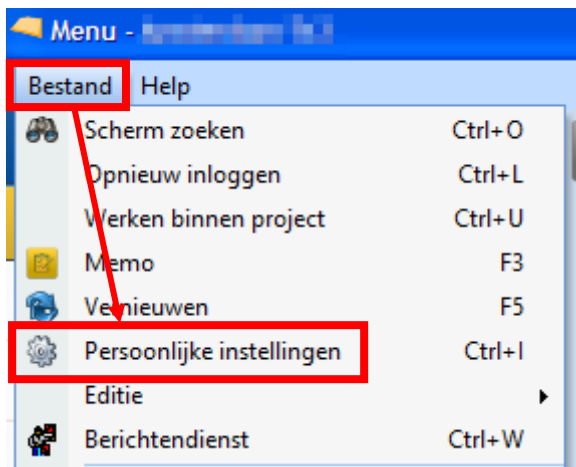 Menu -
Bestand Help
Scherm zoeken Ctrl+O
Opnieuw inloggen Ctrl+L
Werken binnen project Ctrl+U
Memo F3
Vernieuwen F5
Persoonlijke instellingen Ctrl+I
Editie
Berichtendienst Ctrl+W